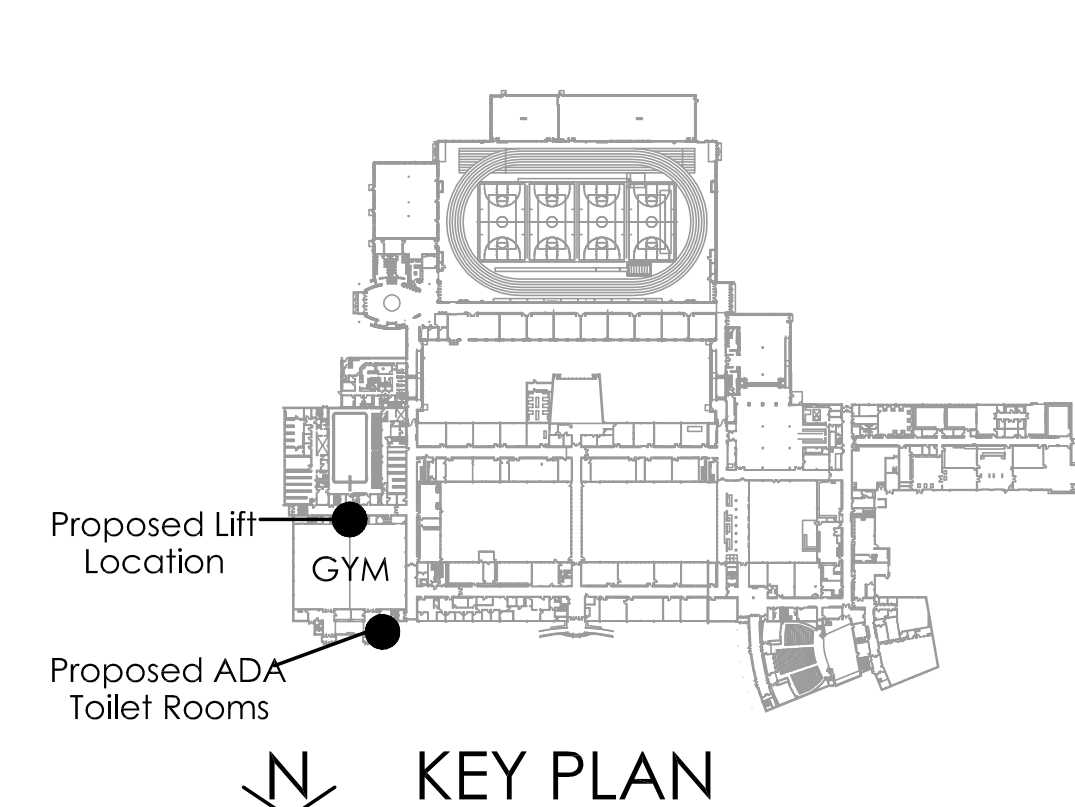 Proposed Lift
Location
GYM
Proposed ADA
Toilet Rooms
N
KEY PLAN